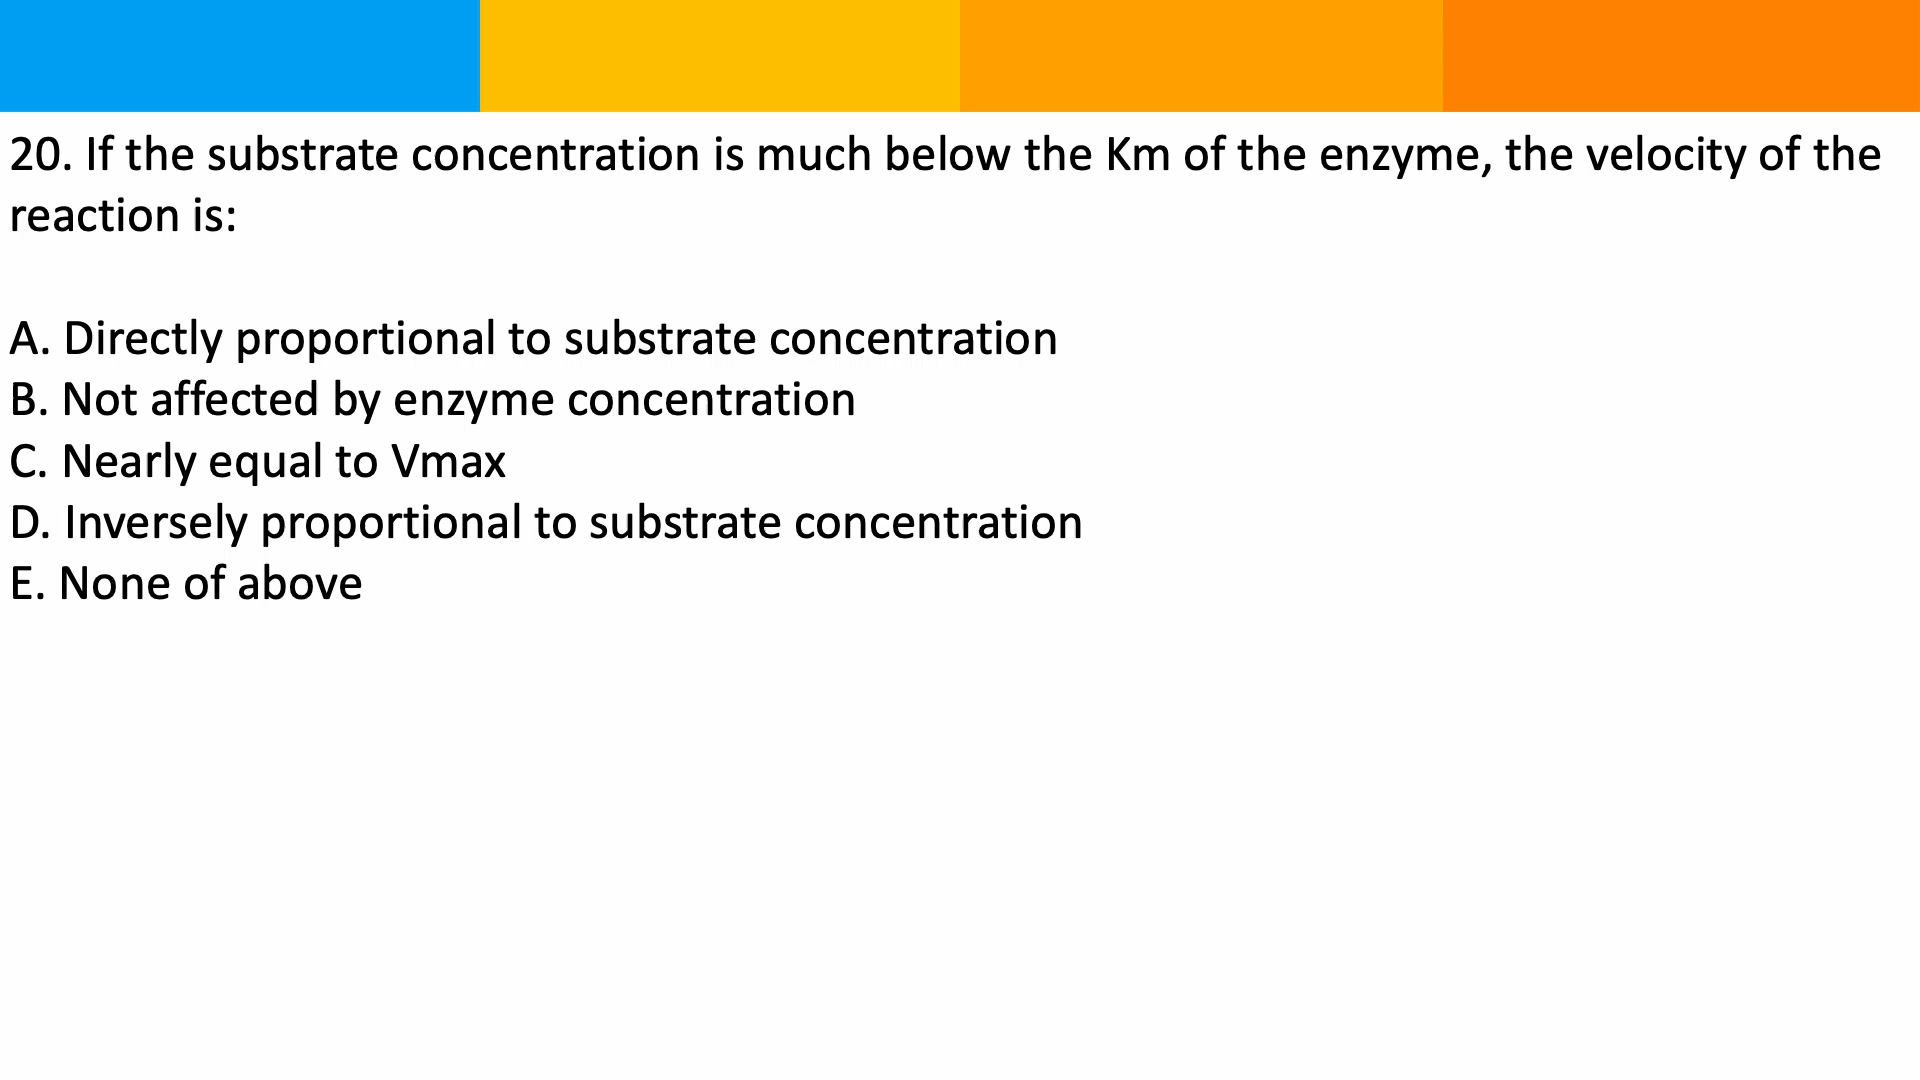 20. If the substrate concentration is much below the Km of the enzyme, the velocity of the
reaction is:
A. Directly proportional to substrate concentration
B. Not affected by enzyme concentration
C. Nearly equal to Vmax
D. Inversely proportional to substrate concentration
E. None of above